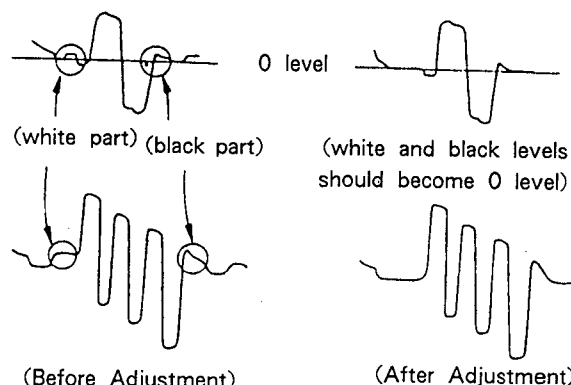 0 level
(white part) (black part)
(white and black levels
should become 0 level)
(Before Adjustment)
(After Adjustment)